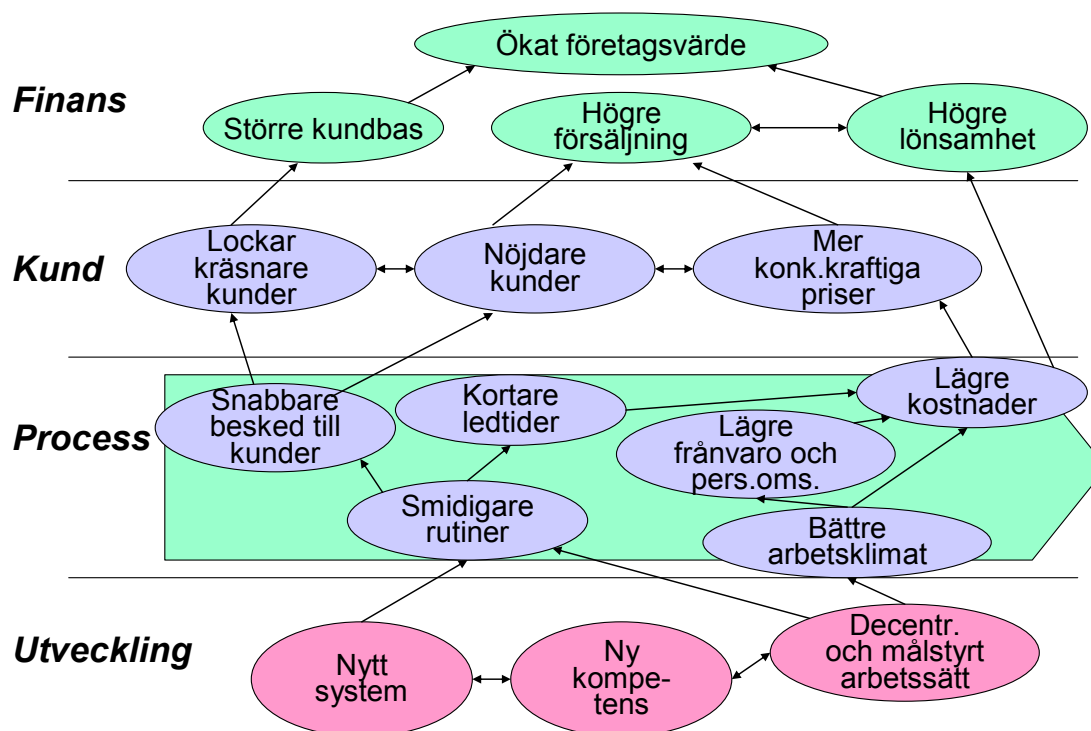 Ökat företagsvärde
Finans
Större kundbas
Högre
försäljning
Högre
lönsamhet
Kund
Lockar
kräsnare
kunder
Nöjdare
kunder
Mer
konk.kraftiga
priser
Process
Snabbare
besked till
kunder
Kortare
ledtider
Lägre
kostnader
Lägre
frånvaro och
pers.oms.
Smidigare
rutiner
Bättre
arbetsklimat
Utveckling
Nytt
system
Ny
kompe-
tens
Decentr.
och målstyrt
arbetssätt